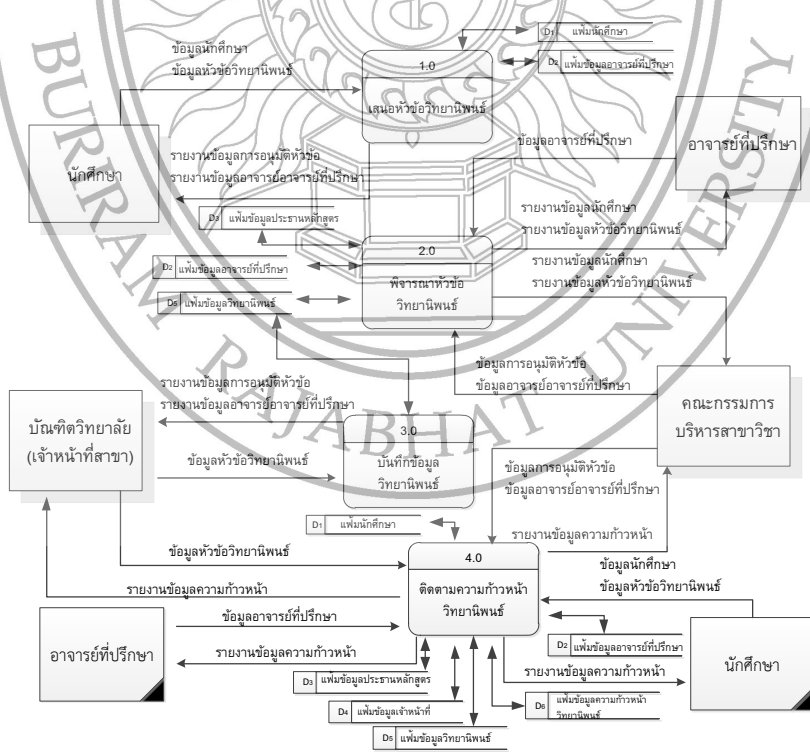 D1 แฟ้มนักศึกษา
D2 แฟ้มข้อมูลอาจารย์ที่ปรึกษา
ข้อมูลนักศึกษา
ข้อมูลหัวข้อวิทยานิพนธ์
1.0
เสนอหัวข้อวิทยานิพนธ์
นักศึกษา
อาจารย์ที่ปรึกษา
ข้อมูลอาจารย์ที่ปรึกษา
รายงานข้อมูลการอนุมัติหัวข้อ
รายงานข้อมูลอาจารย์อาจารย์ที่ปรึกษา
D3 แฟ้มข้อมูลประธานหลักสูตร
รายงานข้อมูลนักศึกษา
รายงานข้อมูลหัวข้อวิทยานิพนธ์
2.0
พิจารณาหัวข้อ
วิทยานิพนธ์
D2 แฟ้มข้อมูลอาจารย์ที่ปรึกษา
D5 แฟ้มข้อมูลวิทยานิพนธ์
รายงานข้อมูลนักศึกษา
รายงานข้อมูลหัวข้อวิทยานิพนธ์
ข้อมูลการอนุมัติหัวข้อ
ข้อมูลอาจารย์อาจารย์ที่ปรึกษา
รายงานข้อมูลการอนุมัติหัวข้อ
รายงานข้อมูลอาจารย์อาจารย์ที่ปรึกษา
บัณฑิตวิทยาลัย
(เจ้าหน้าที่สาขา)
คณะกรรมการ
บริหารสาขาวิชา
3.0
บันทึกข้อมูล
วิทยานิพนธ์
ข้อมูลหัวข้อวิทยานิพนธ์
ข้อมูลการอนุมัติหัวข้อ
ข้อมูลอาจารย์อาจารย์ที่ปรึกษา
D1 แฟ้มนักศึกษา
รายงานข้อมูลความก้าวหน้า
ข้อมูลหัวข้อวิทยานิพนธ์
4.0
ติดตามความก้าวหน้า
วิทยานิพนธ์
ข้อมูลนักศึกษา
ข้อมูลหัวข้อวิทยานิพนธ์
รายงานข้อมูลความก้าวหน้า
ข้อมูลอาจารย์ที่ปรึกษา
อาจารย์ที่ปรึกษา
รายงานข้อมูลความก้าวหน้า
D2 แฟ้มข้อมูลอาจารย์ที่ปรึกษา
นักศึกษา
รายงานข้อมูลความก้าวหน้า
D3 แฟ้มข้อมูลประธานหลักสูตร
D4 แฟ้มข้อมูลเจ้าหน้าที่
D6 แฟ้มข้อมูลความก้าวหน้า
วิทยานิพนธ์
D5 แฟ้มข้อมูลวิทยานิพนธ์
BURIRAM RAJABHAT UNIVERSITY